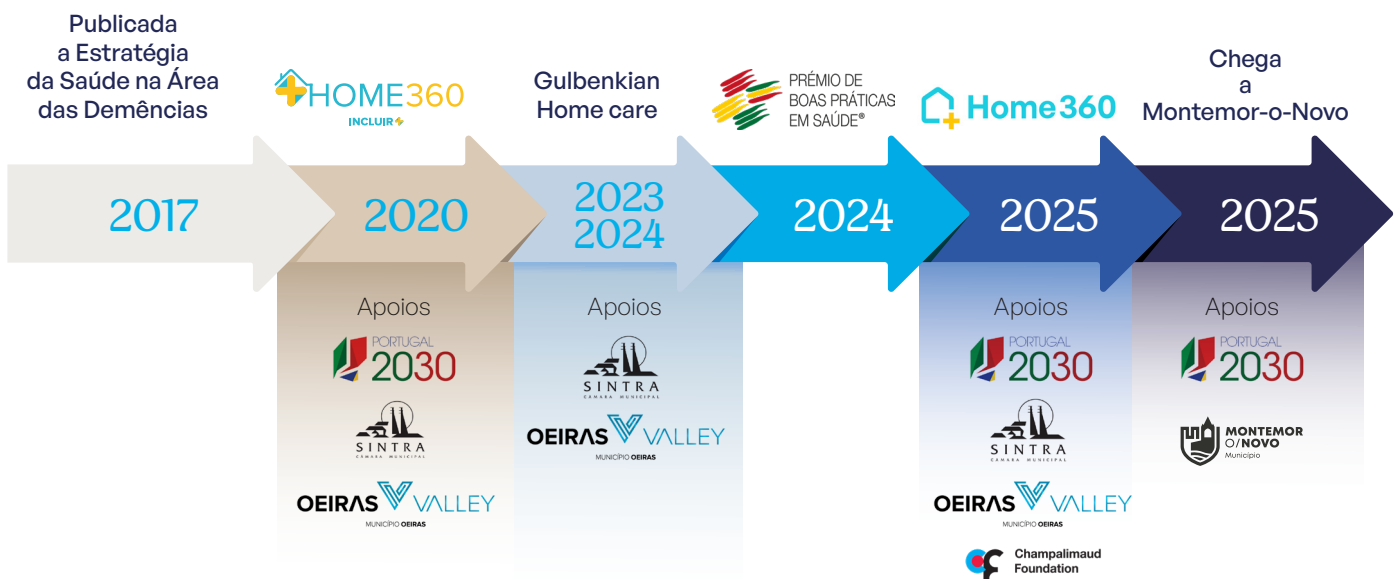 Publicada
a Estratégia
da Saúde na Área
das Demências
HOME360
INCLUIR
Gulbenkian
Home care
PRÉMIO DE
BOAS PRÁTICAS
EM SAÚDE®
Home360
Chega
a
Montemor-o-Novo
2017
2020
2023
2024
2024
2025
2025
Apoios
PORTUGAL
2030
SINTRA
CÂMARA MUNICIPAL
OEIRAS VALLEY
MUNICÍPIO OEIRAS
Apoios
SINTRA
CÂMARA MUNICIPAL
OEIRAS VALLEY
MUNICÍPIO OEIRAS
Apoios
PORTUGAL
2030
SINTRA
CÂMARA MUNICIPAL
OEIRAS VALLEY
MUNICÍPIO OEIRAS
Champalimaud
Foundation
Apoios
PORTUGAL
2030
MONTEMOR
O/NOVO
Município